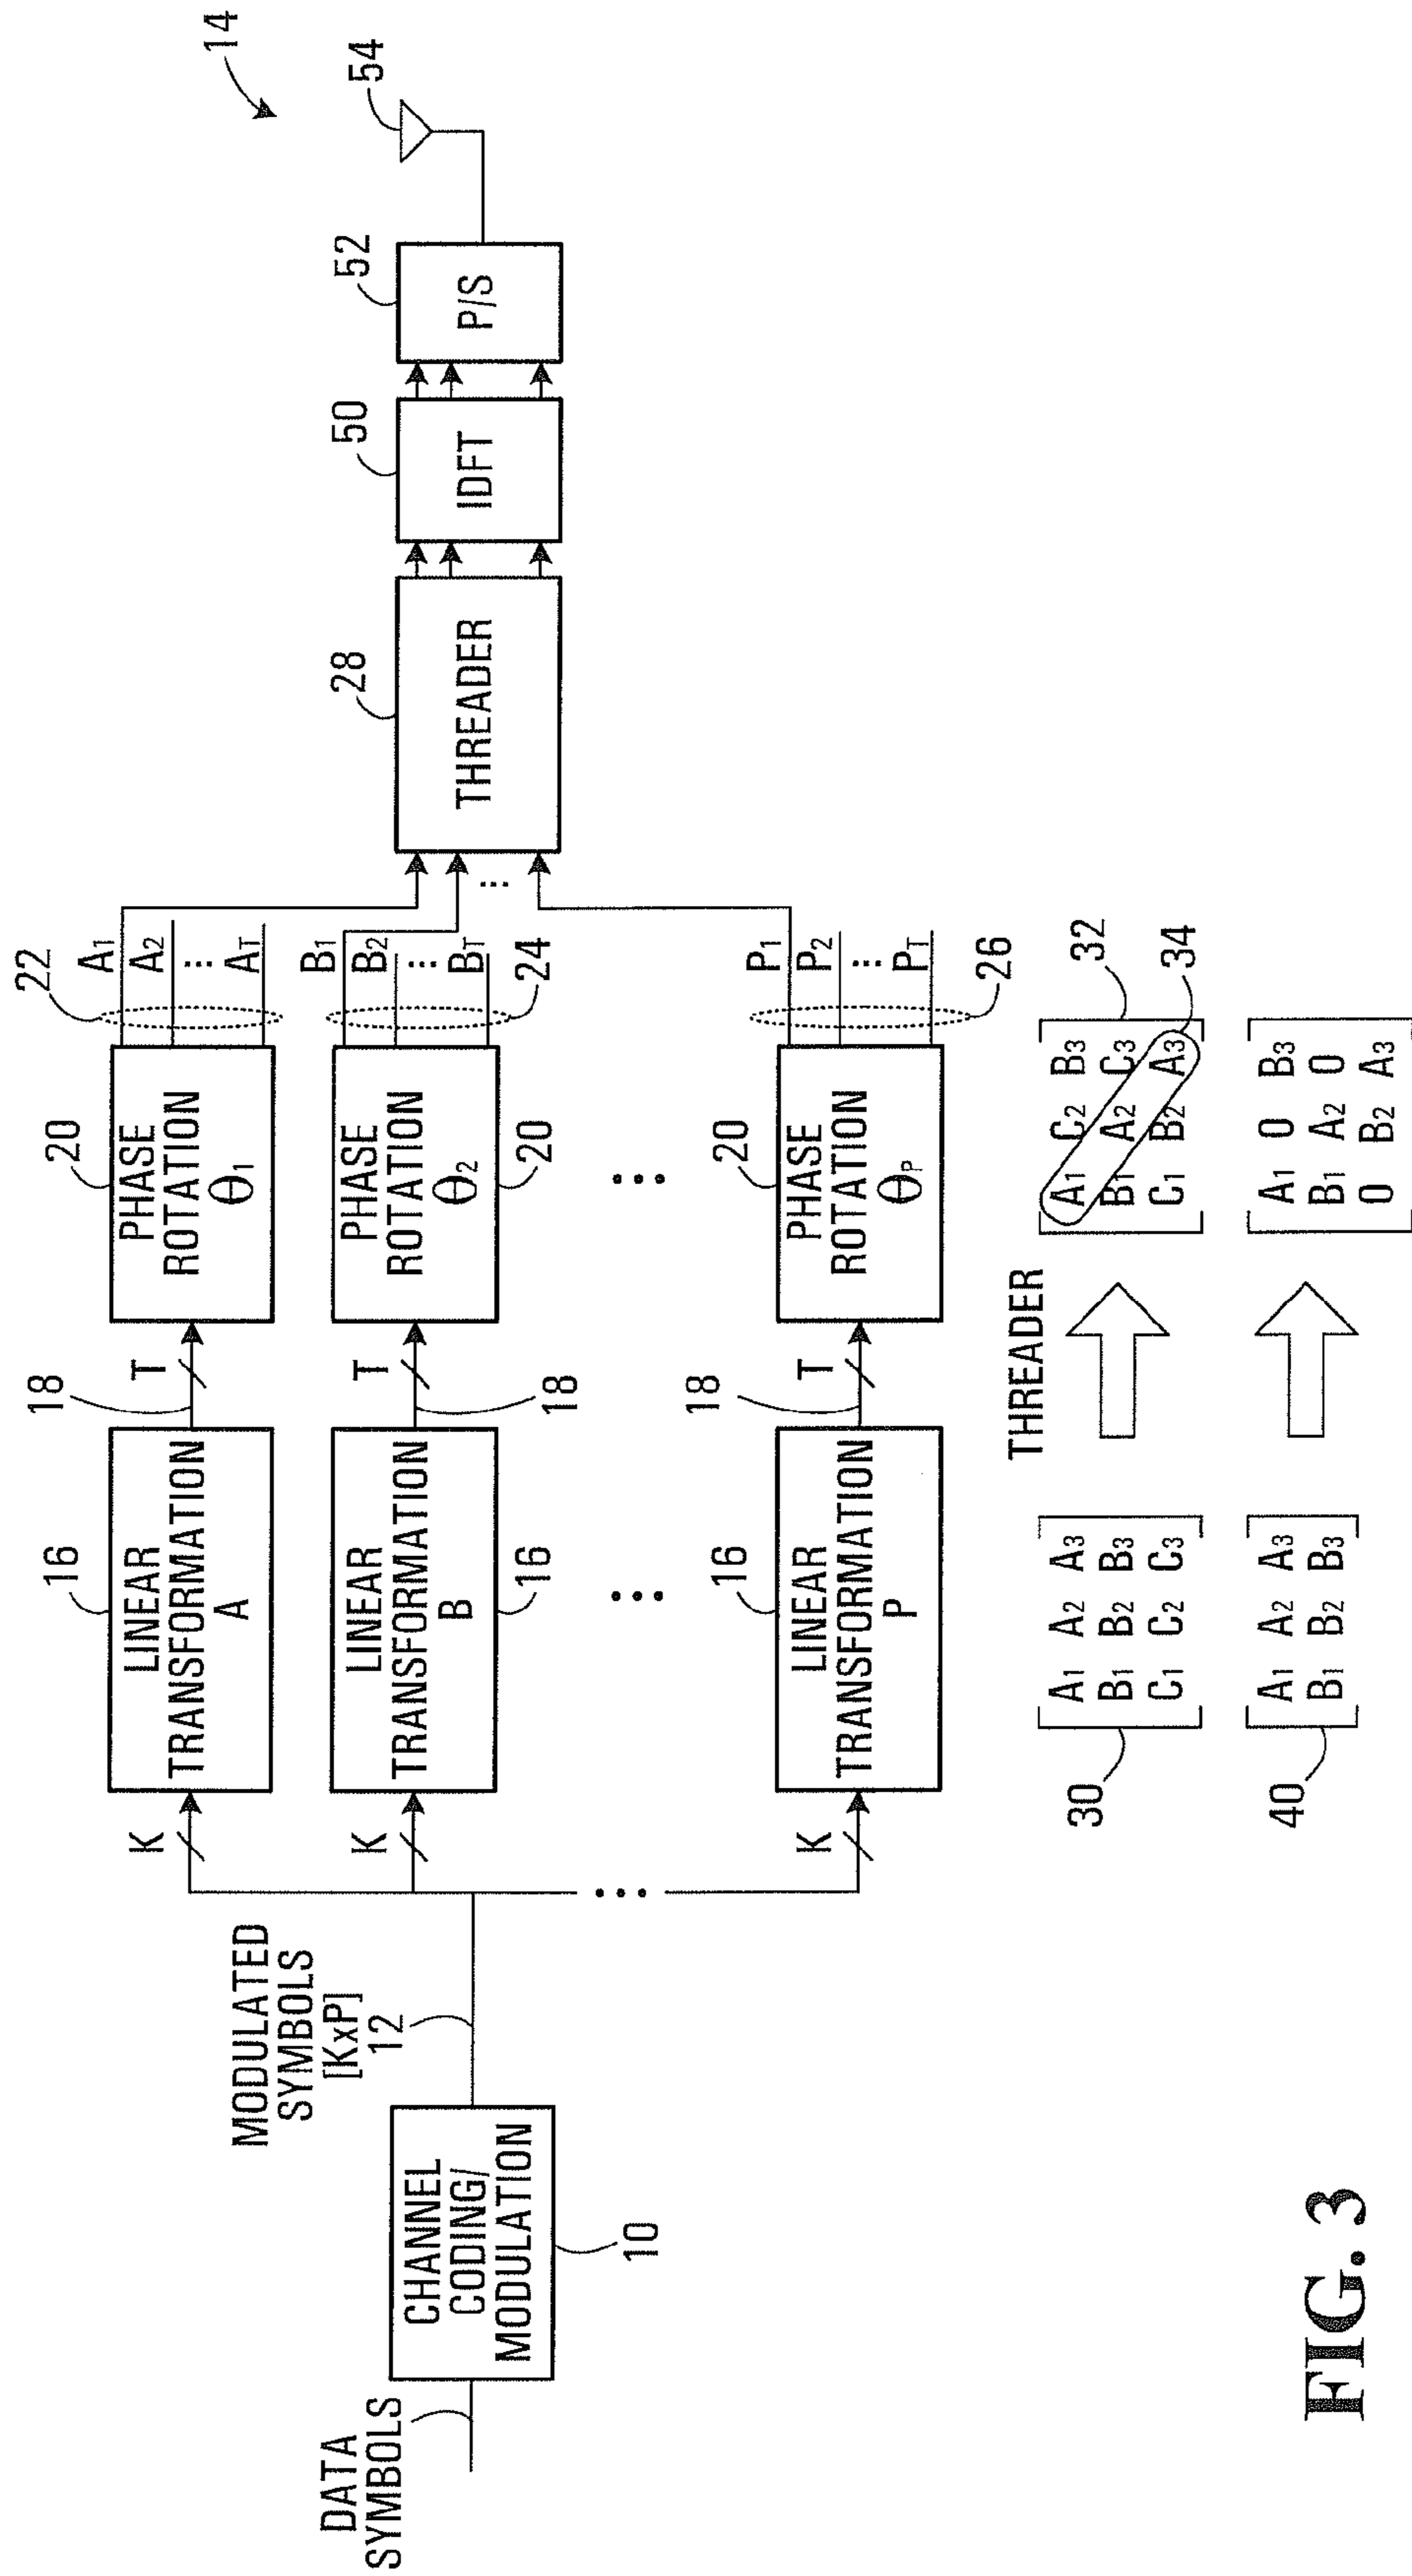 14
22
A1
A2
...
AT
20
PHASE
ROTATION
θ1
18
T
16
LINEAR
TRANSFORMATION
A
K
24
B1
B2
...
BT
20
PHASE
ROTATION
θ2
18
T
16
LINEAR
TRANSFORMATION
B
K
26
P1
P2
...
PT
20
PHASE
ROTATION
θP
18
T
16
LINEAR
TRANSFORMATION
P
K
MODULATED
SYMBOLS
[KxP]
12
CHANNEL
CODING/
MODULATION
10
DATA
SYMBOLS
28
THREADER
50
IDFT
52
P/S
54
THREADER
30
A1 A2 A3
B1 B2 B3
C1 C2 C3
32
34
A1 C2 B3
B1 A2 C3
C1 B2 A3
40
A1 A2 A3
B1 B2 B3
A1 0 B3
B1 A2 0
0 B2 A3
FIG. 3